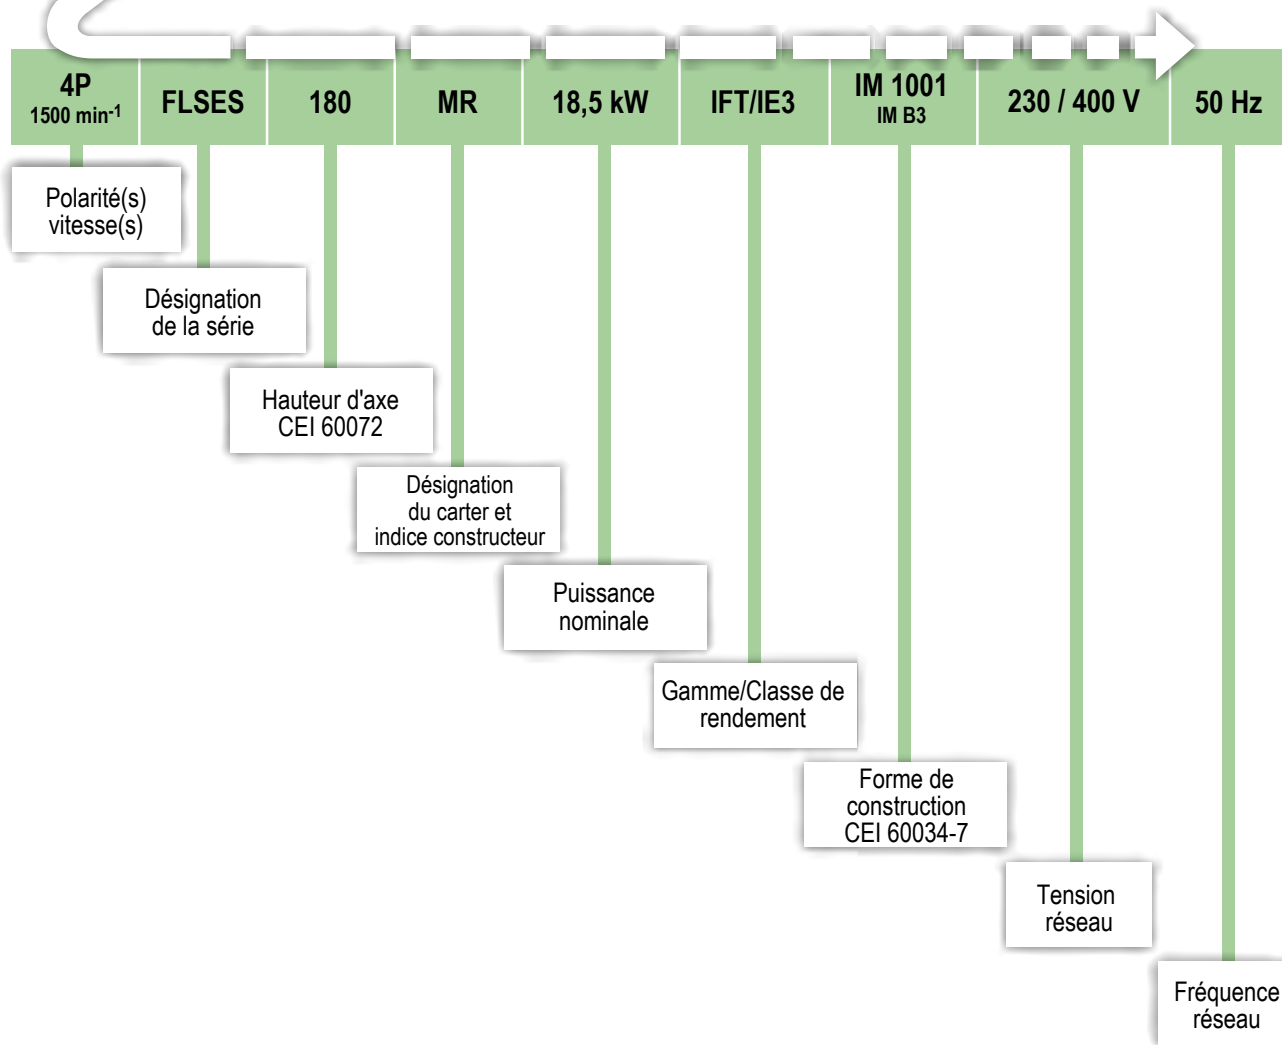 4P
1500 min-1
FLSES
180
MR
18,5 kW
IFT/IE3
IM 1001
IM B3
230 / 400 V
50 Hz
Polarité(s)
vitesse(s)
Désignation
de la série
Hauteur d'axe
CEI 60072
Désignation
du carter et
indice constructeur
Puissance
nominale
Gamme/Classe de
rendement
Forme de
construction
CEI 60034-7
Tension
réseau
Fréquence
réseau